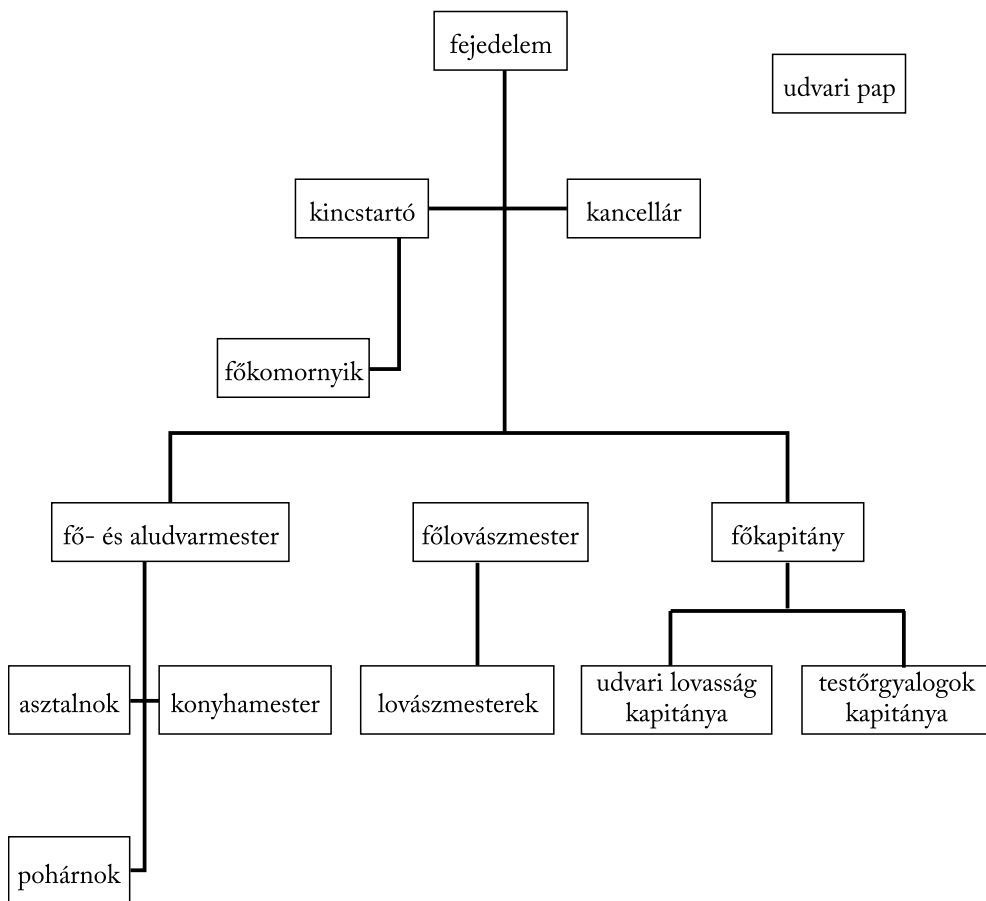 fejedelem
udvari pap
kincstartó
kancellár
főkomornyik
fő- és aludvarmester
főlovászmester
főkapitány
asztalnok
konyhamester
lovászmesterek
udvari lovasság
kapitánya
testőrgyalogok
kapitánya
pohárnok